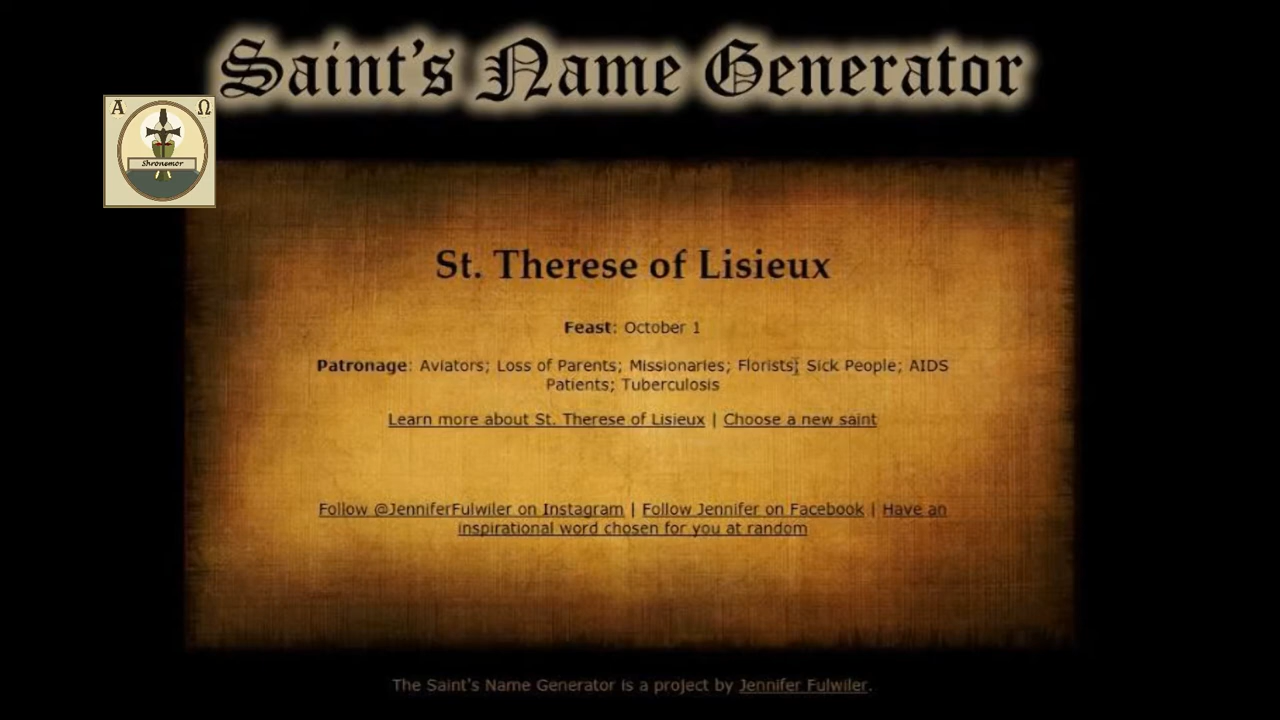 Saint's Name Generator
Α Ω
Shronemor
St. Therese of Lisieux
Feast: October 1
Patronage: Aviators; Loss of Parents; Missionaries; Florists; Sick People; AIDS
Patients; Tuberculosis
Learn more about St. Therese of Lisieux | Choose a new saint
Follow @JenniferFulwiler on Instagram | Follow Jennifer on Facebook | Have an
inspirational word chosen for you at random
The Saint's Name Generator is a project by Jennifer Fulwiler.